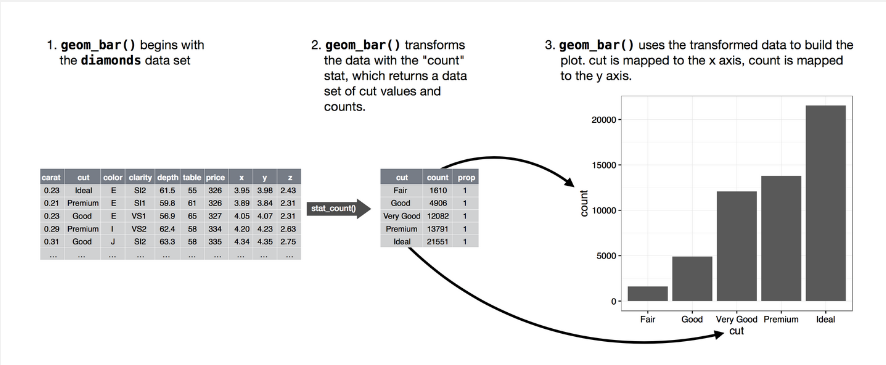 1. geom_bar() begins with
the diamonds data set
2. geom_bar() transforms
the data with the "count"
stat, which returns a data
set of cut values and
counts.
3. geom_bar() uses the transformed data to build the
plot. cut is mapped to the x axis, count is mapped
to the y axis.
carat cut color clarity depth table price x y z
0.23 Ideal E SI2 61.5 55 326 3.95 3.98 2.43
0.21 Premium E SI1 59.8 61 326 3.89 3.84 2.31
0.23 Good E VS1 56.9 65 327 4.05 4.07 2.31
0.29 Premium I VS2 62.4 58 334 4.20 4.23 2.63
0.31 Good J SI2 63.3 58 335 4.34 4.35 2.75
... ... ... ... ... ... ... ... ... ...
stat_count()
cut count prop
Fair 1610 1
Good 4906 1
Very Good 12082 1
Premium 13791 1
Ideal 21551 1
count
20000
15000
10000
5000
0
Fair Good Very Good Premium Ideal
cut